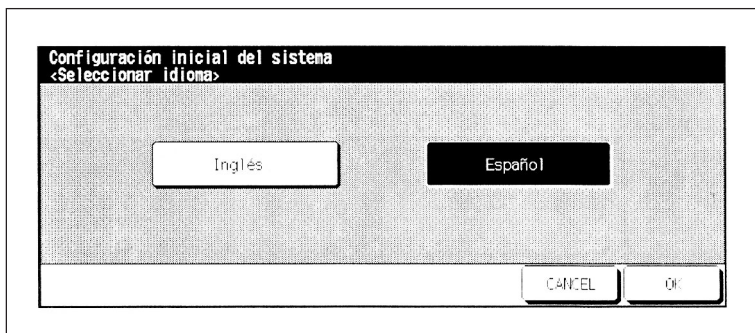 Configuración inicial del sistema
<Seleccionar idioma>
Inglés
Español
CANCEL
OK